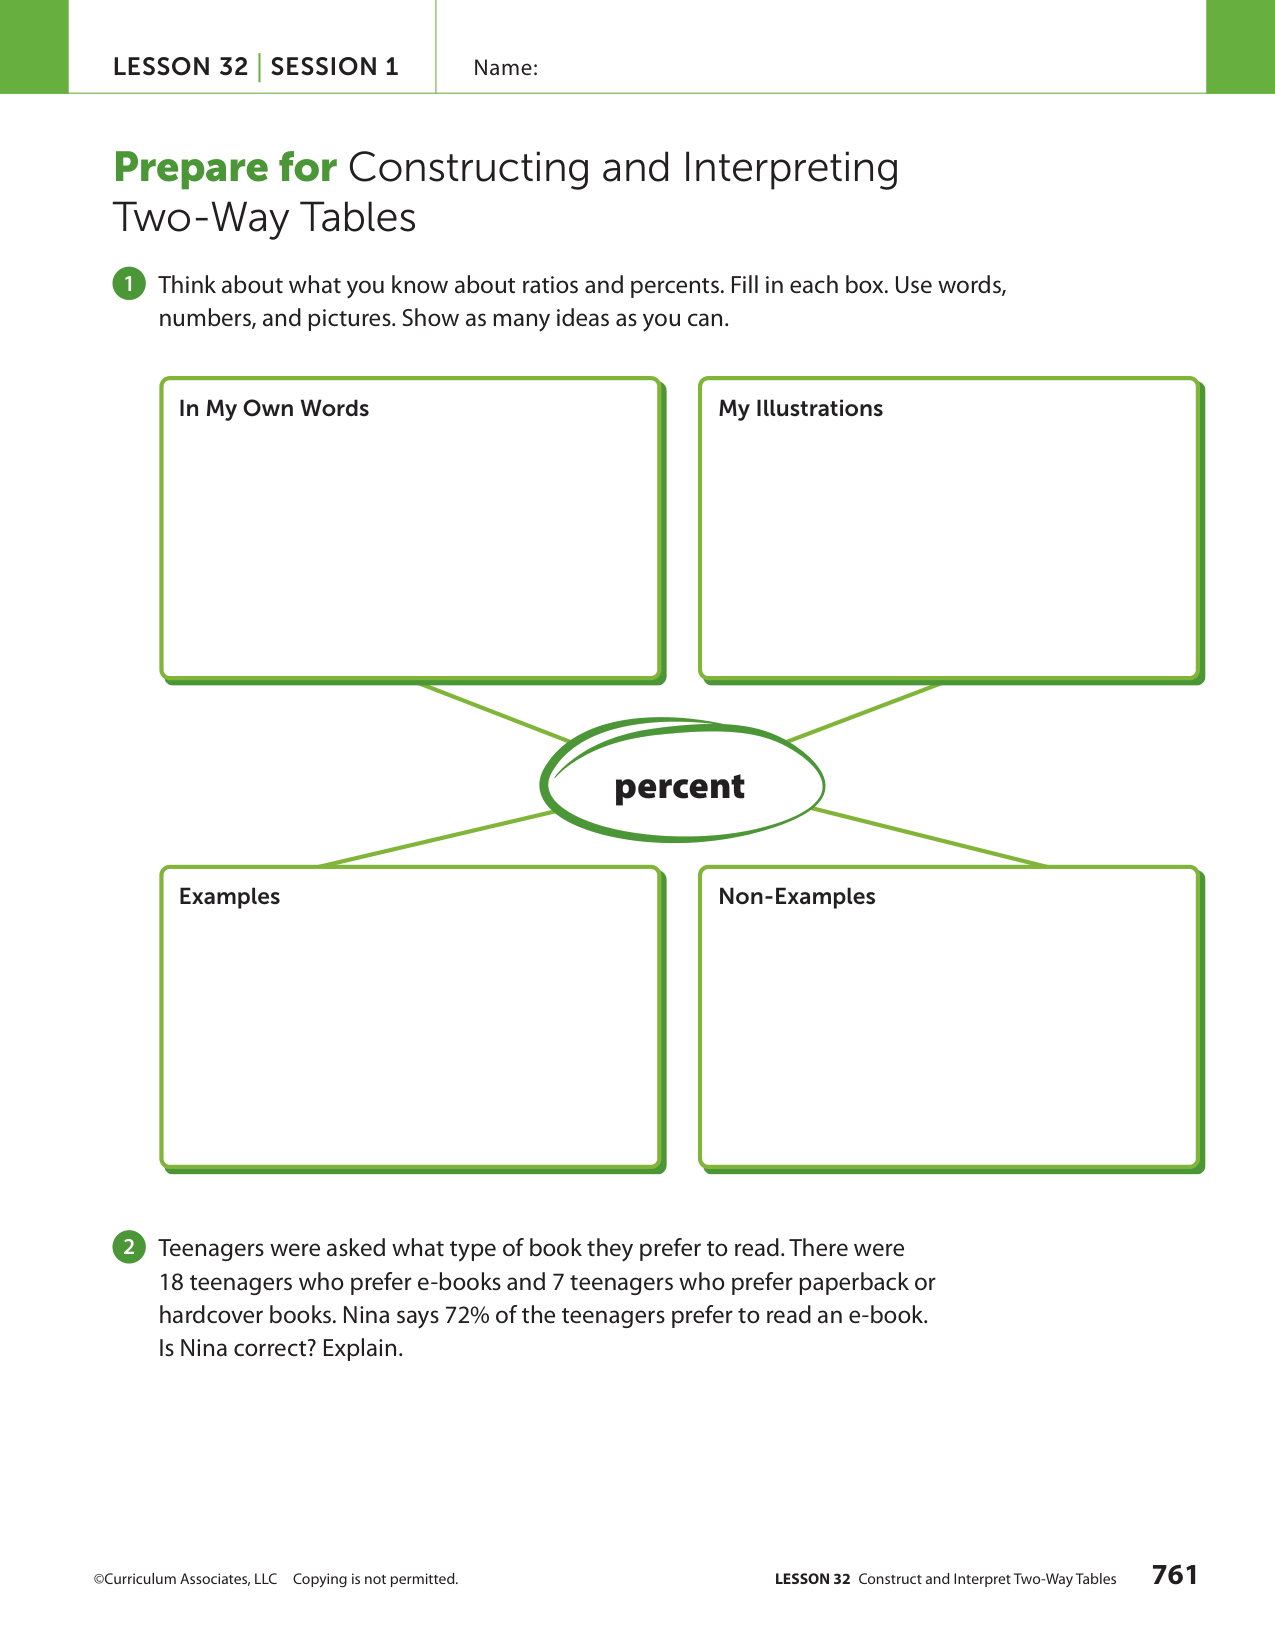 LESSON 32 | SESSION 1
Name:
Prepare for Constructing and Interpreting
Two-Way Tables
1 Think about what you know about ratios and percents. Fill in each box. Use words,
numbers, and pictures. Show as many ideas as you can.
In My Own Words
My Illustrations
percent
Examples
Non-Examples
2 Teenagers were asked what type of book they prefer to read. There were
18 teenagers who prefer e-books and 7 teenagers who prefer paperback or
hardcover books. Nina says 72% of the teenagers prefer to read an e-book.
Is Nina correct? Explain.
©Curriculum Associates, LLC Copying is not permitted.
LESSON 32 Construct and Interpret Two-Way Tables 761